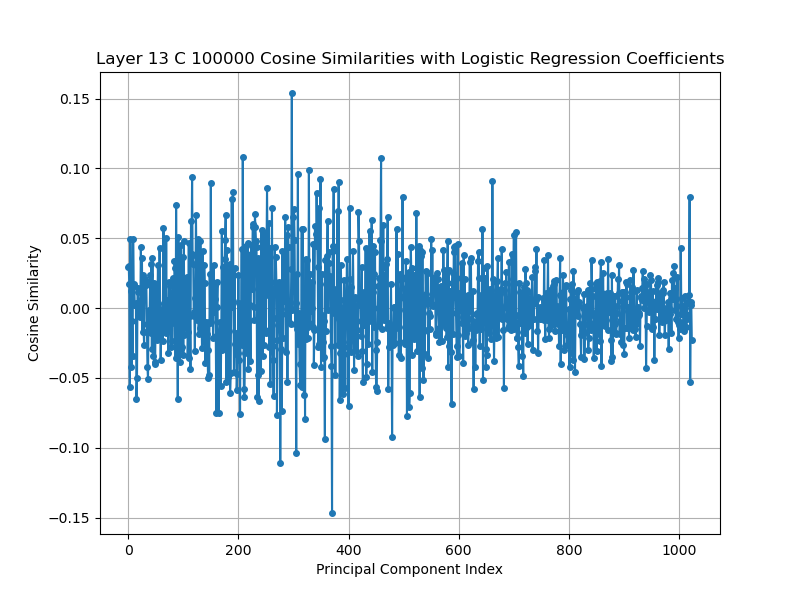 Layer 13 C 100000 Cosine Similarities with Logistic Regression Coefficients
0.15
0.10
0.05
0.00
−0.05
−0.10
−0.15
Cosine Similarity
0 200 400 600 800 1000
Principal Component Index